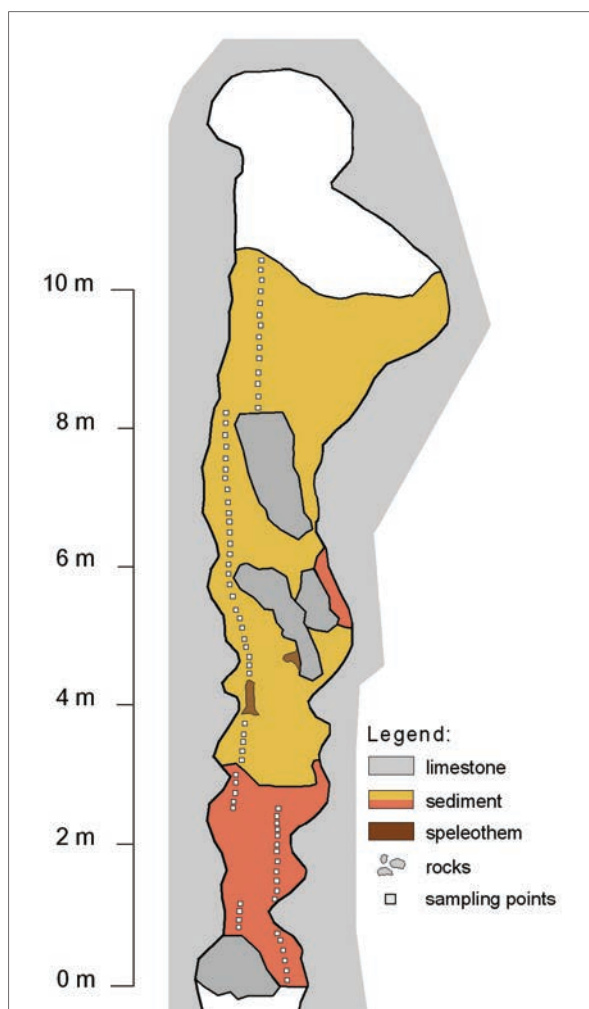 10 m
8 m
6 m
4 m
2 m
0 m
Legend:
limestone
sediment
speleothem
rocks
sampling points